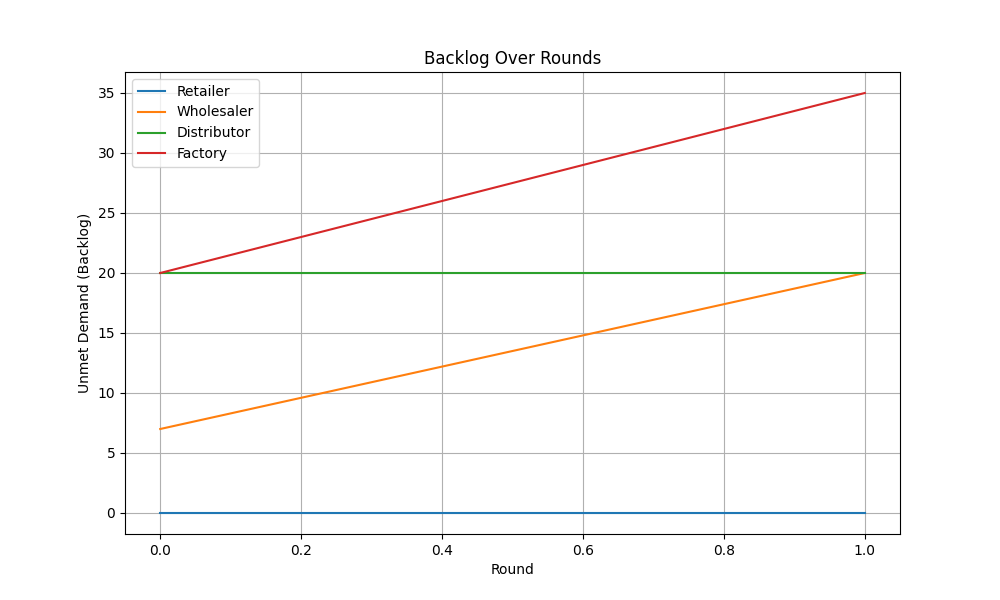 Backlog Over Rounds
Retailer
Wholesaler
Distributor
Factory
Unmet Demand (Backlog)
35
30
25
20
15
10
5
0
0.0 0.2 0.4 0.6 0.8 1.0
Round